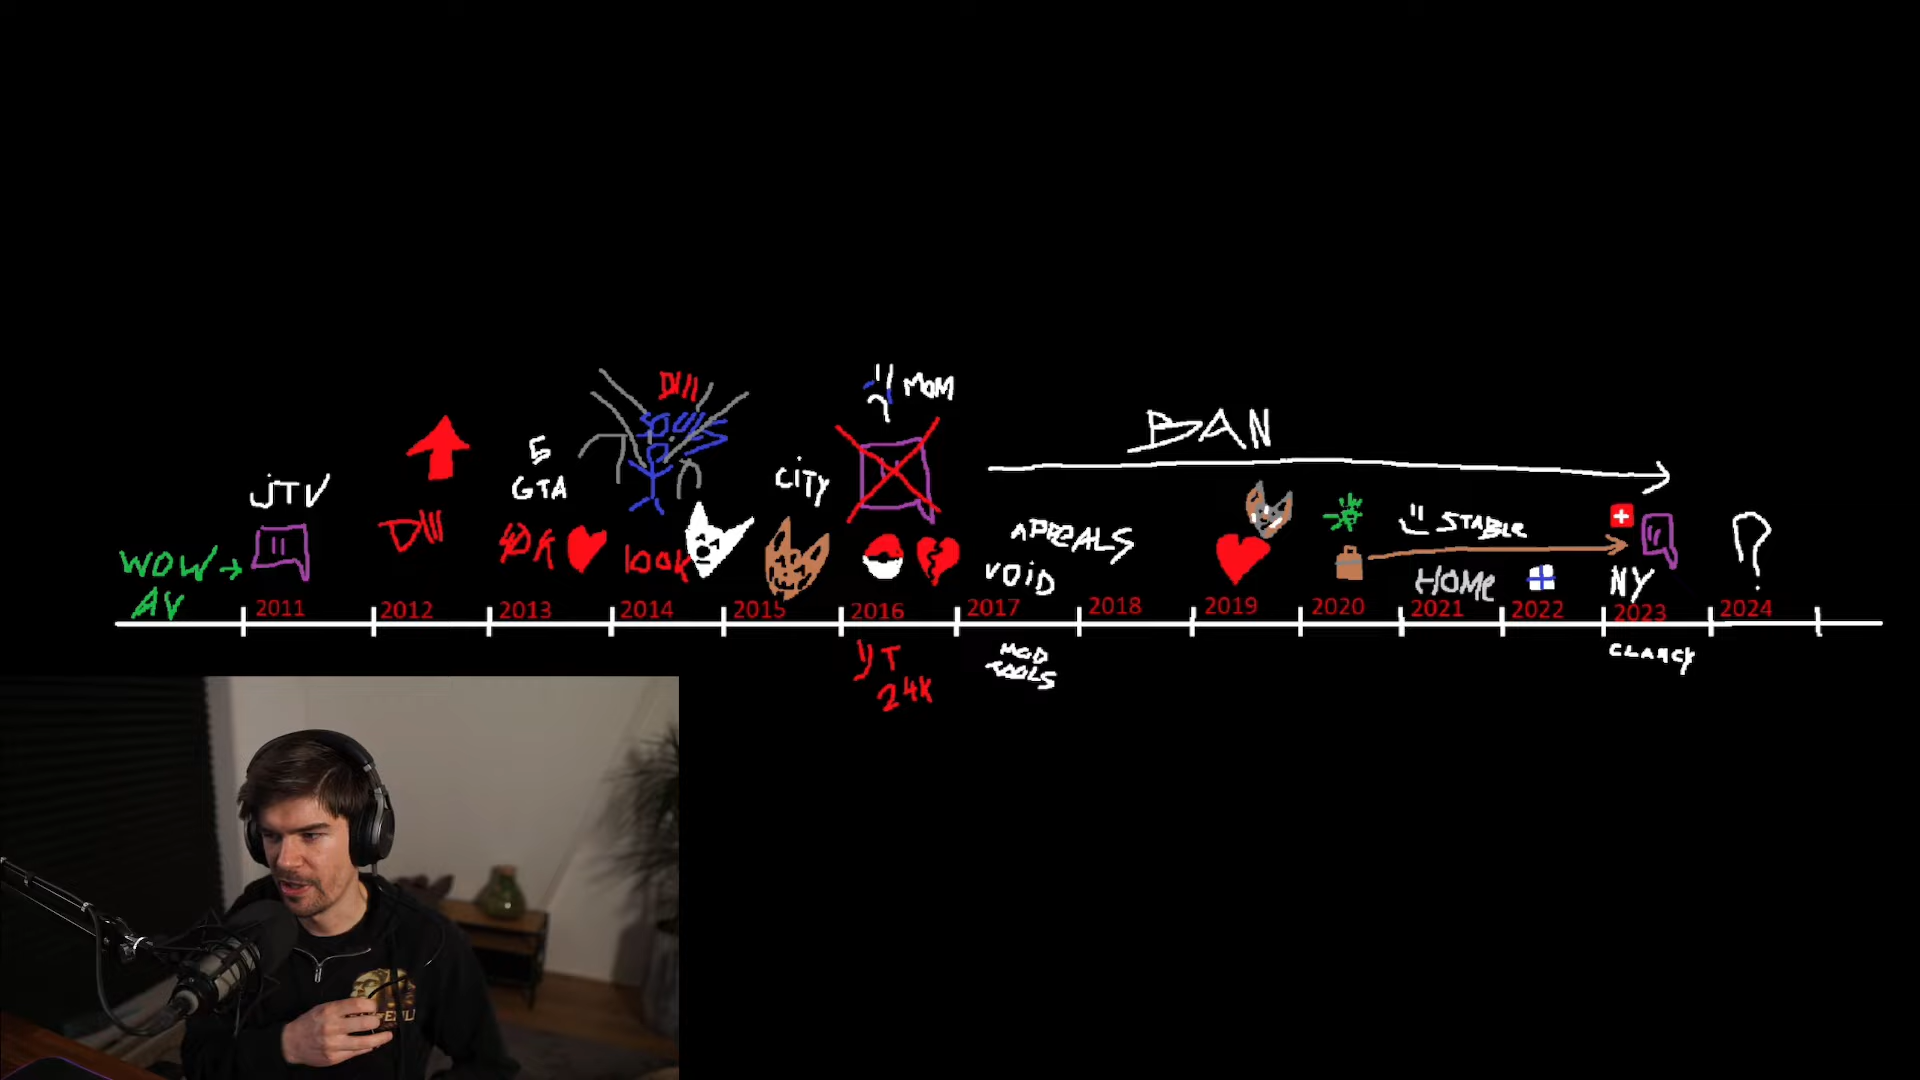 DIII
MOM
BAN
5
GTA
JTV
CITY
DIII
STABLE
APPEALS
WOW →
AV
100K
VOID
HOME
NY
?
2011
2012
2013
2014
2015
2016
2017
2018
2019
2020
2021
2022
2023
2024
YT
24K
MOD
TOOLS
CLANCY